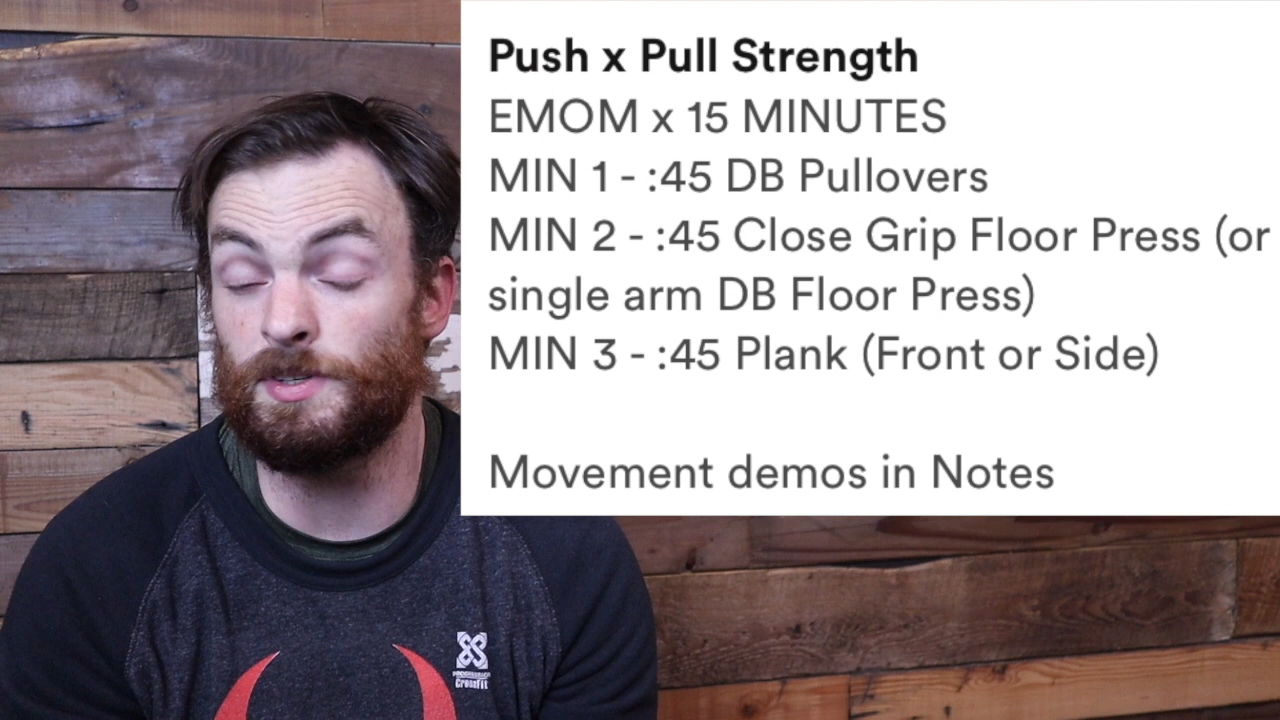 Push x Pull Strength
EMOM x 15 MINUTES
MIN 1 - :45 DB Pullovers
MIN 2 - :45 Close Grip Floor Press (or
single arm DB Floor Press)
MIN 3 - :45 Plank (Front or Side)
Movement demos in Notes
CrossFit